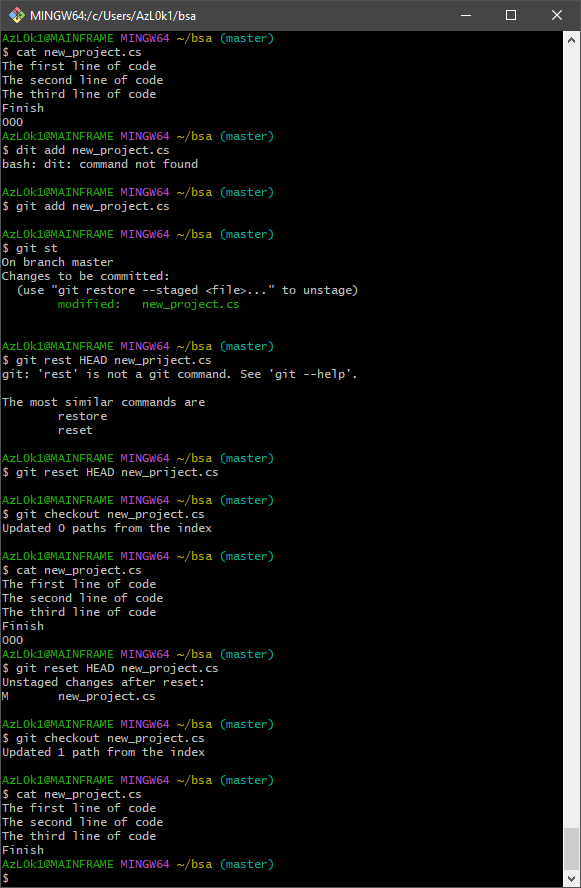 MINGW64:/c/Users/AzL0k1/bsa
AzL0k1@MAINFRAME MINGW64 ~/bsa (master)
$ cat new_project.cs
The first line of code
The second line of code
The third line of code
Finish
OOO
AzL0k1@MAINFRAME MINGW64 ~/bsa (master)
$ dit add new_project.cs
bash: dit: command not found
AzL0k1@MAINFRAME MINGW64 ~/bsa (master)
$ git add new_project.cs
AzL0k1@MAINFRAME MINGW64 ~/bsa (master)
$ git st
On branch master
Changes to be committed:
  (use "git restore --staged <file>..." to unstage)
        modified:   new_project.cs
AzL0k1@MAINFRAME MINGW64 ~/bsa (master)
$ git rest HEAD new_priject.cs
git: 'rest' is not a git command. See 'git --help'.
The most similar commands are
        restore
        reset
AzL0k1@MAINFRAME MINGW64 ~/bsa (master)
$ git reset HEAD new_priject.cs
AzL0k1@MAINFRAME MINGW64 ~/bsa (master)
$ git checkout new_project.cs
Updated 0 paths from the index
AzL0k1@MAINFRAME MINGW64 ~/bsa (master)
$ cat new_project.cs
The first line of code
The second line of code
The third line of code
Finish
OOO
AzL0k1@MAINFRAME MINGW64 ~/bsa (master)
$ git reset HEAD new_project.cs
Unstaged changes after reset:
M       new_project.cs
AzL0k1@MAINFRAME MINGW64 ~/bsa (master)
$ git checkout new_project.cs
Updated 1 path from the index
AzL0k1@MAINFRAME MINGW64 ~/bsa (master)
$ cat new_project.cs
The first line of code
The second line of code
The third line of code
Finish
AzL0k1@MAINFRAME MINGW64 ~/bsa (master)
$